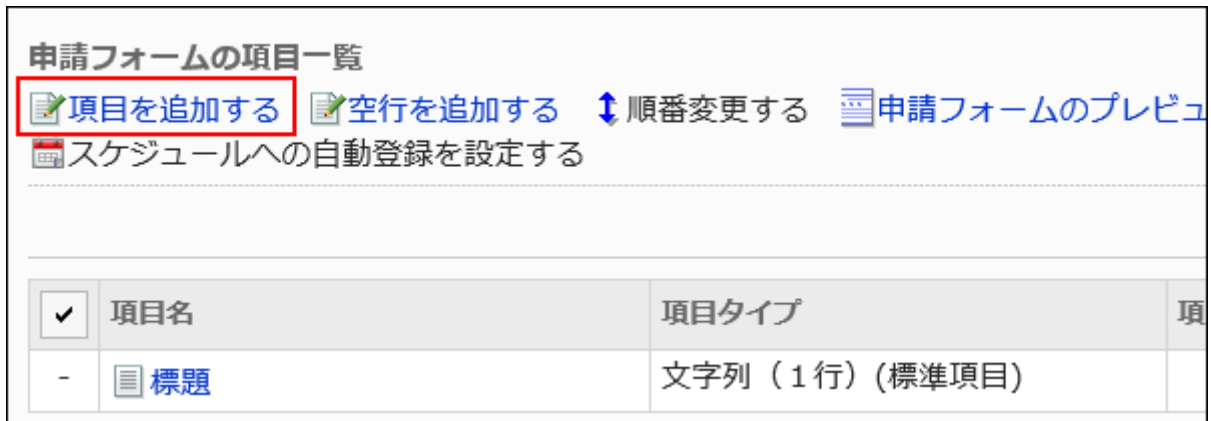 申請フォームの項目一覧
項目を追加する 空行を追加する 順番変更する 申請フォームのプレビュ
スケジュールへの自動登録を設定する
項目名 項目タイプ 項
- 標題 文字列（１行）(標準項目)